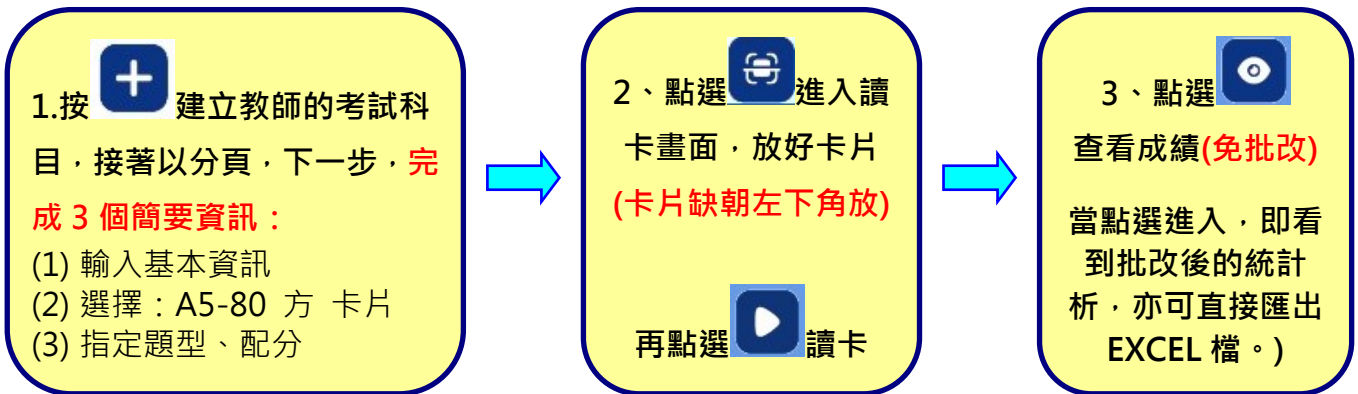 1.按 建立教師的考試科
目，接著以分頁，下一步，完
成 3 個簡要資訊：
(1) 輸入基本資訊
(2) 選擇：A5-80 方 卡片
(3) 指定題型、配分
2、點選 進入讀
卡畫面，放好卡片
(卡片缺朝左下角放)
再點選 讀卡
3、點選
查看成績(免批改)
當點選進入，即看
到批改後的統計
析，亦可直接匯出
EXCEL 檔。)